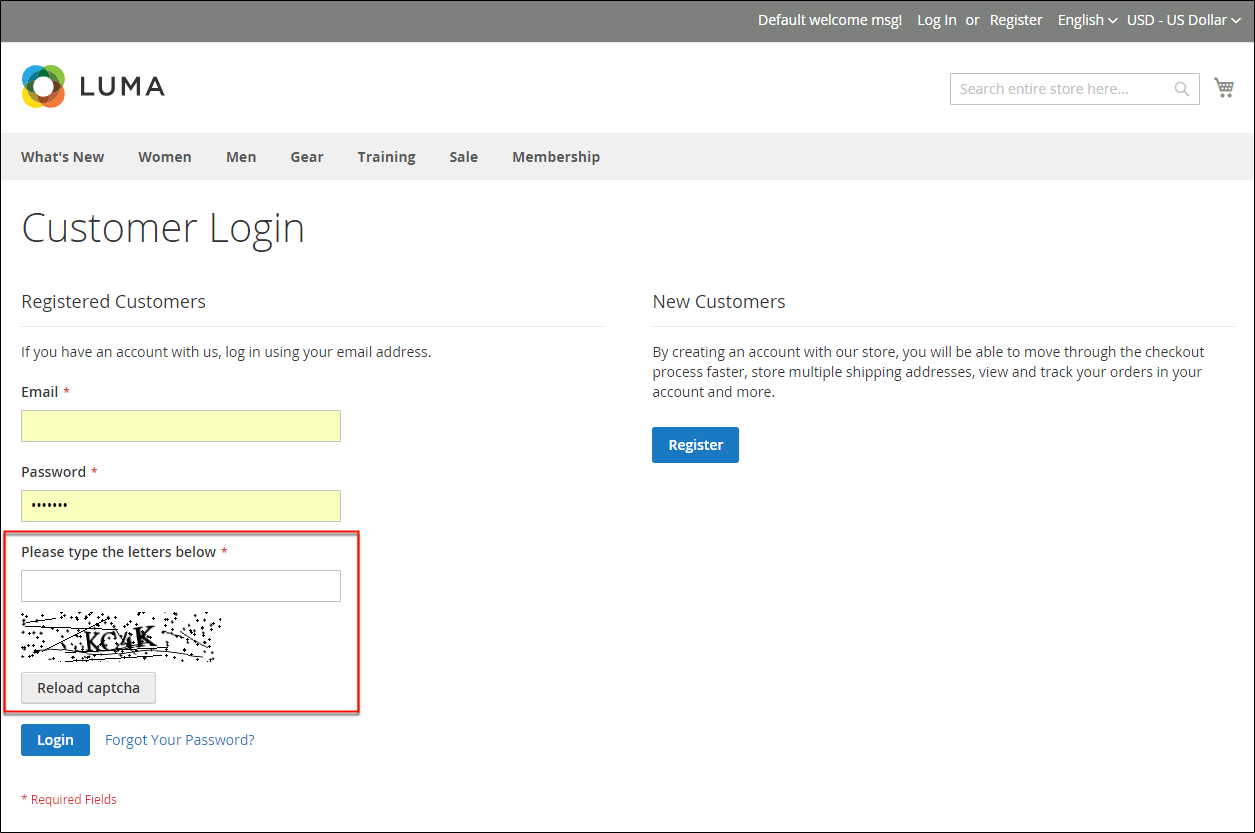 Default welcome msg! Log In or Register English USD - US Dollar
LUMA
Search entire store here...
What's New Women Men Gear Training Sale Membership
Customer Login
Registered Customers
If you have an account with us, log in using your email address.
Email *
Password *
•••••••
Please type the letters below *
KC4K
Reload captcha
Login Forgot Your Password?
* Required Fields
New Customers
By creating an account with our store, you will be able to move through the checkout
process faster, store multiple shipping addresses, view and track your orders in your
account and more.
Register